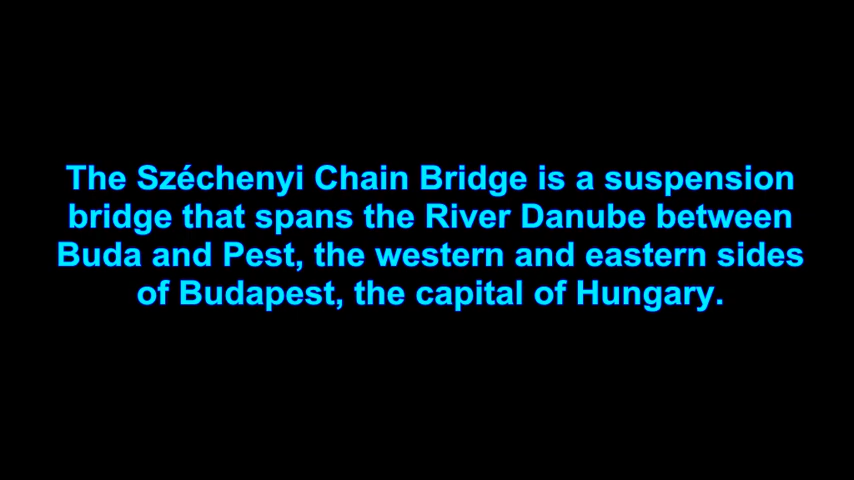 The Széchenyi Chain Bridge is a suspension
bridge that spans the River Danube between
Buda and Pest, the western and eastern sides
of Budapest, the capital of Hungary.